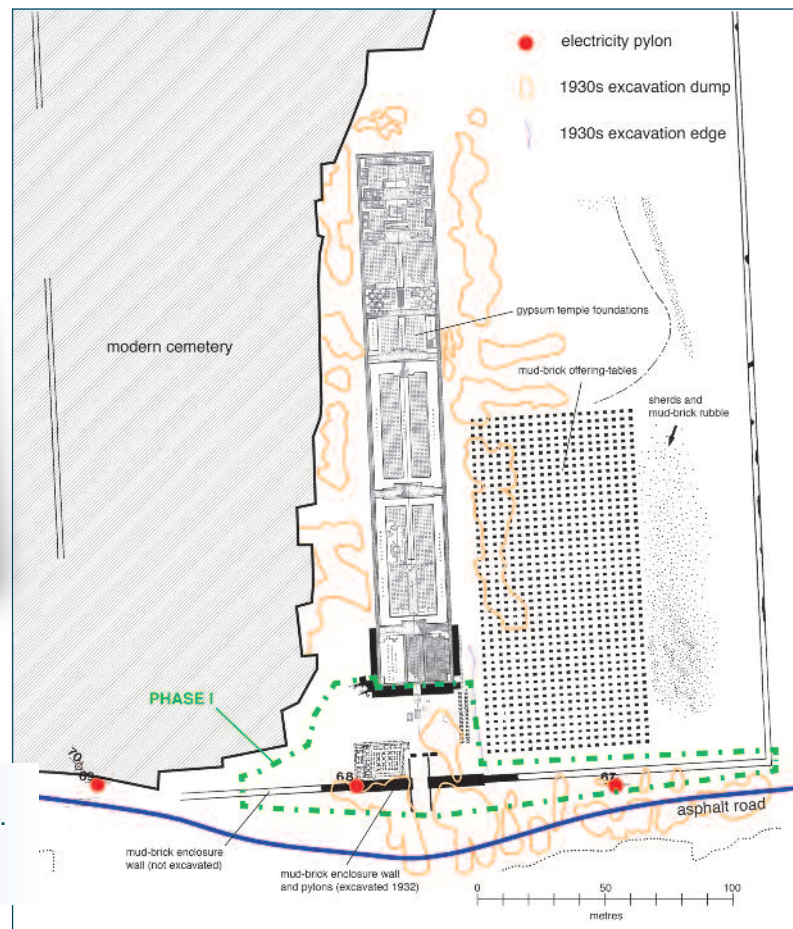 electricity pylon
1930s excavation dump
1930s excavation edge
gypsum temple foundations
modern cemetery
mud-brick offering-tables
sherds and
mud-brick rubble
PHASE I
70
69
68
67
asphalt road
mud-brick enclosure
wall (not excavated)
mud-brick enclosure wall
and pylons (excavated 1932)
0 50 100
metres